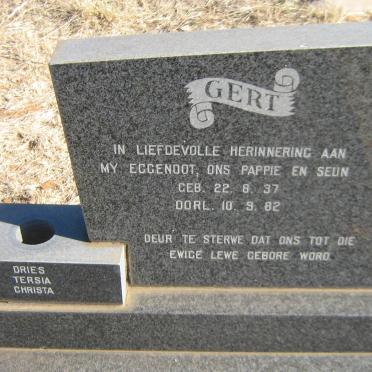 GERT
IN LIEFDEVOLLE HERINNERING AAN
MY EGGENOOT, ONS PAPPIE EN SEUN
GEB. 22. 8. 37
OORL. 10. 9. 82
DEUR TE STERWE DAT ONS TOT DIE
EWIGE LEWE GEBORE WORD.
DRIES
TERSIA
CHRISTA